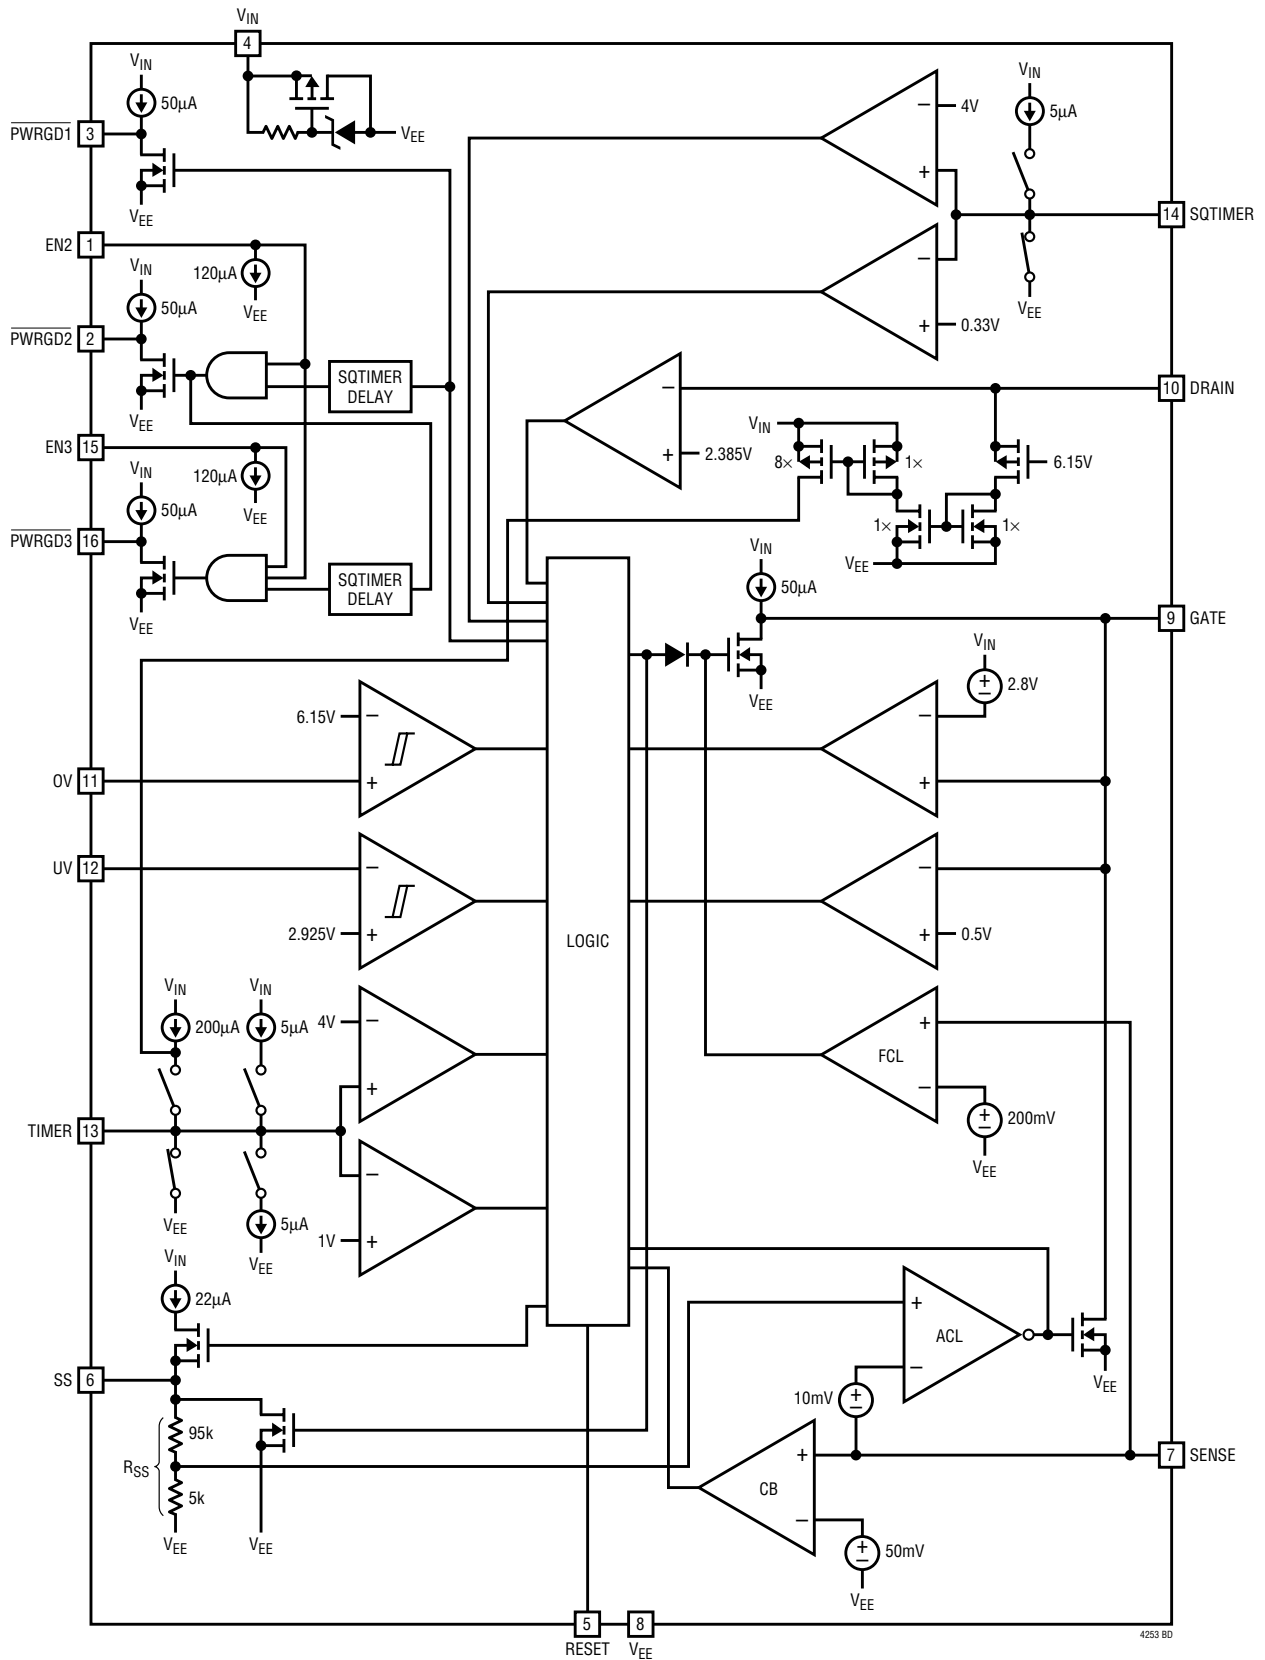 VIN
4
VIN
50µA
PWRGD1
3
VEE
VEE
4V
−
+
VIN
5µA
14
SQTIMER
EN2
1
VIN
120µA
50µA
VEE
PWRGD2
2
SQTIMER
DELAY
VEE
−
+
0.33V
VEE
10
DRAIN
−
+
2.385V
VIN
8×
1×
6.15V
1×
1×
VEE
EN3
15
VIN
120µA
50µA
VEE
PWRGD3
16
SQTIMER
DELAY
VEE
VIN
50µA
9
GATE
VEE
VIN
+
−
2.8V
6.15V
−
+
OV
11
−
+
UV
12
−
+
2.925V
LOGIC
−
+
0.5V
VIN
200µA
VIN
5µA
4V
−
+
FCL
+
−
+
−
200mV
VEE
TIMER
13
−
+
1V
VEE
5µA
VEE
VIN
22µA
SS
6
95k
RSS
5k
VEE
VEE
+
−
ACL
VEE
10mV
+
−
+
−
CB
7
SENSE
+
−
50mV
VEE
5
RESET
8
VEE
4253 BD